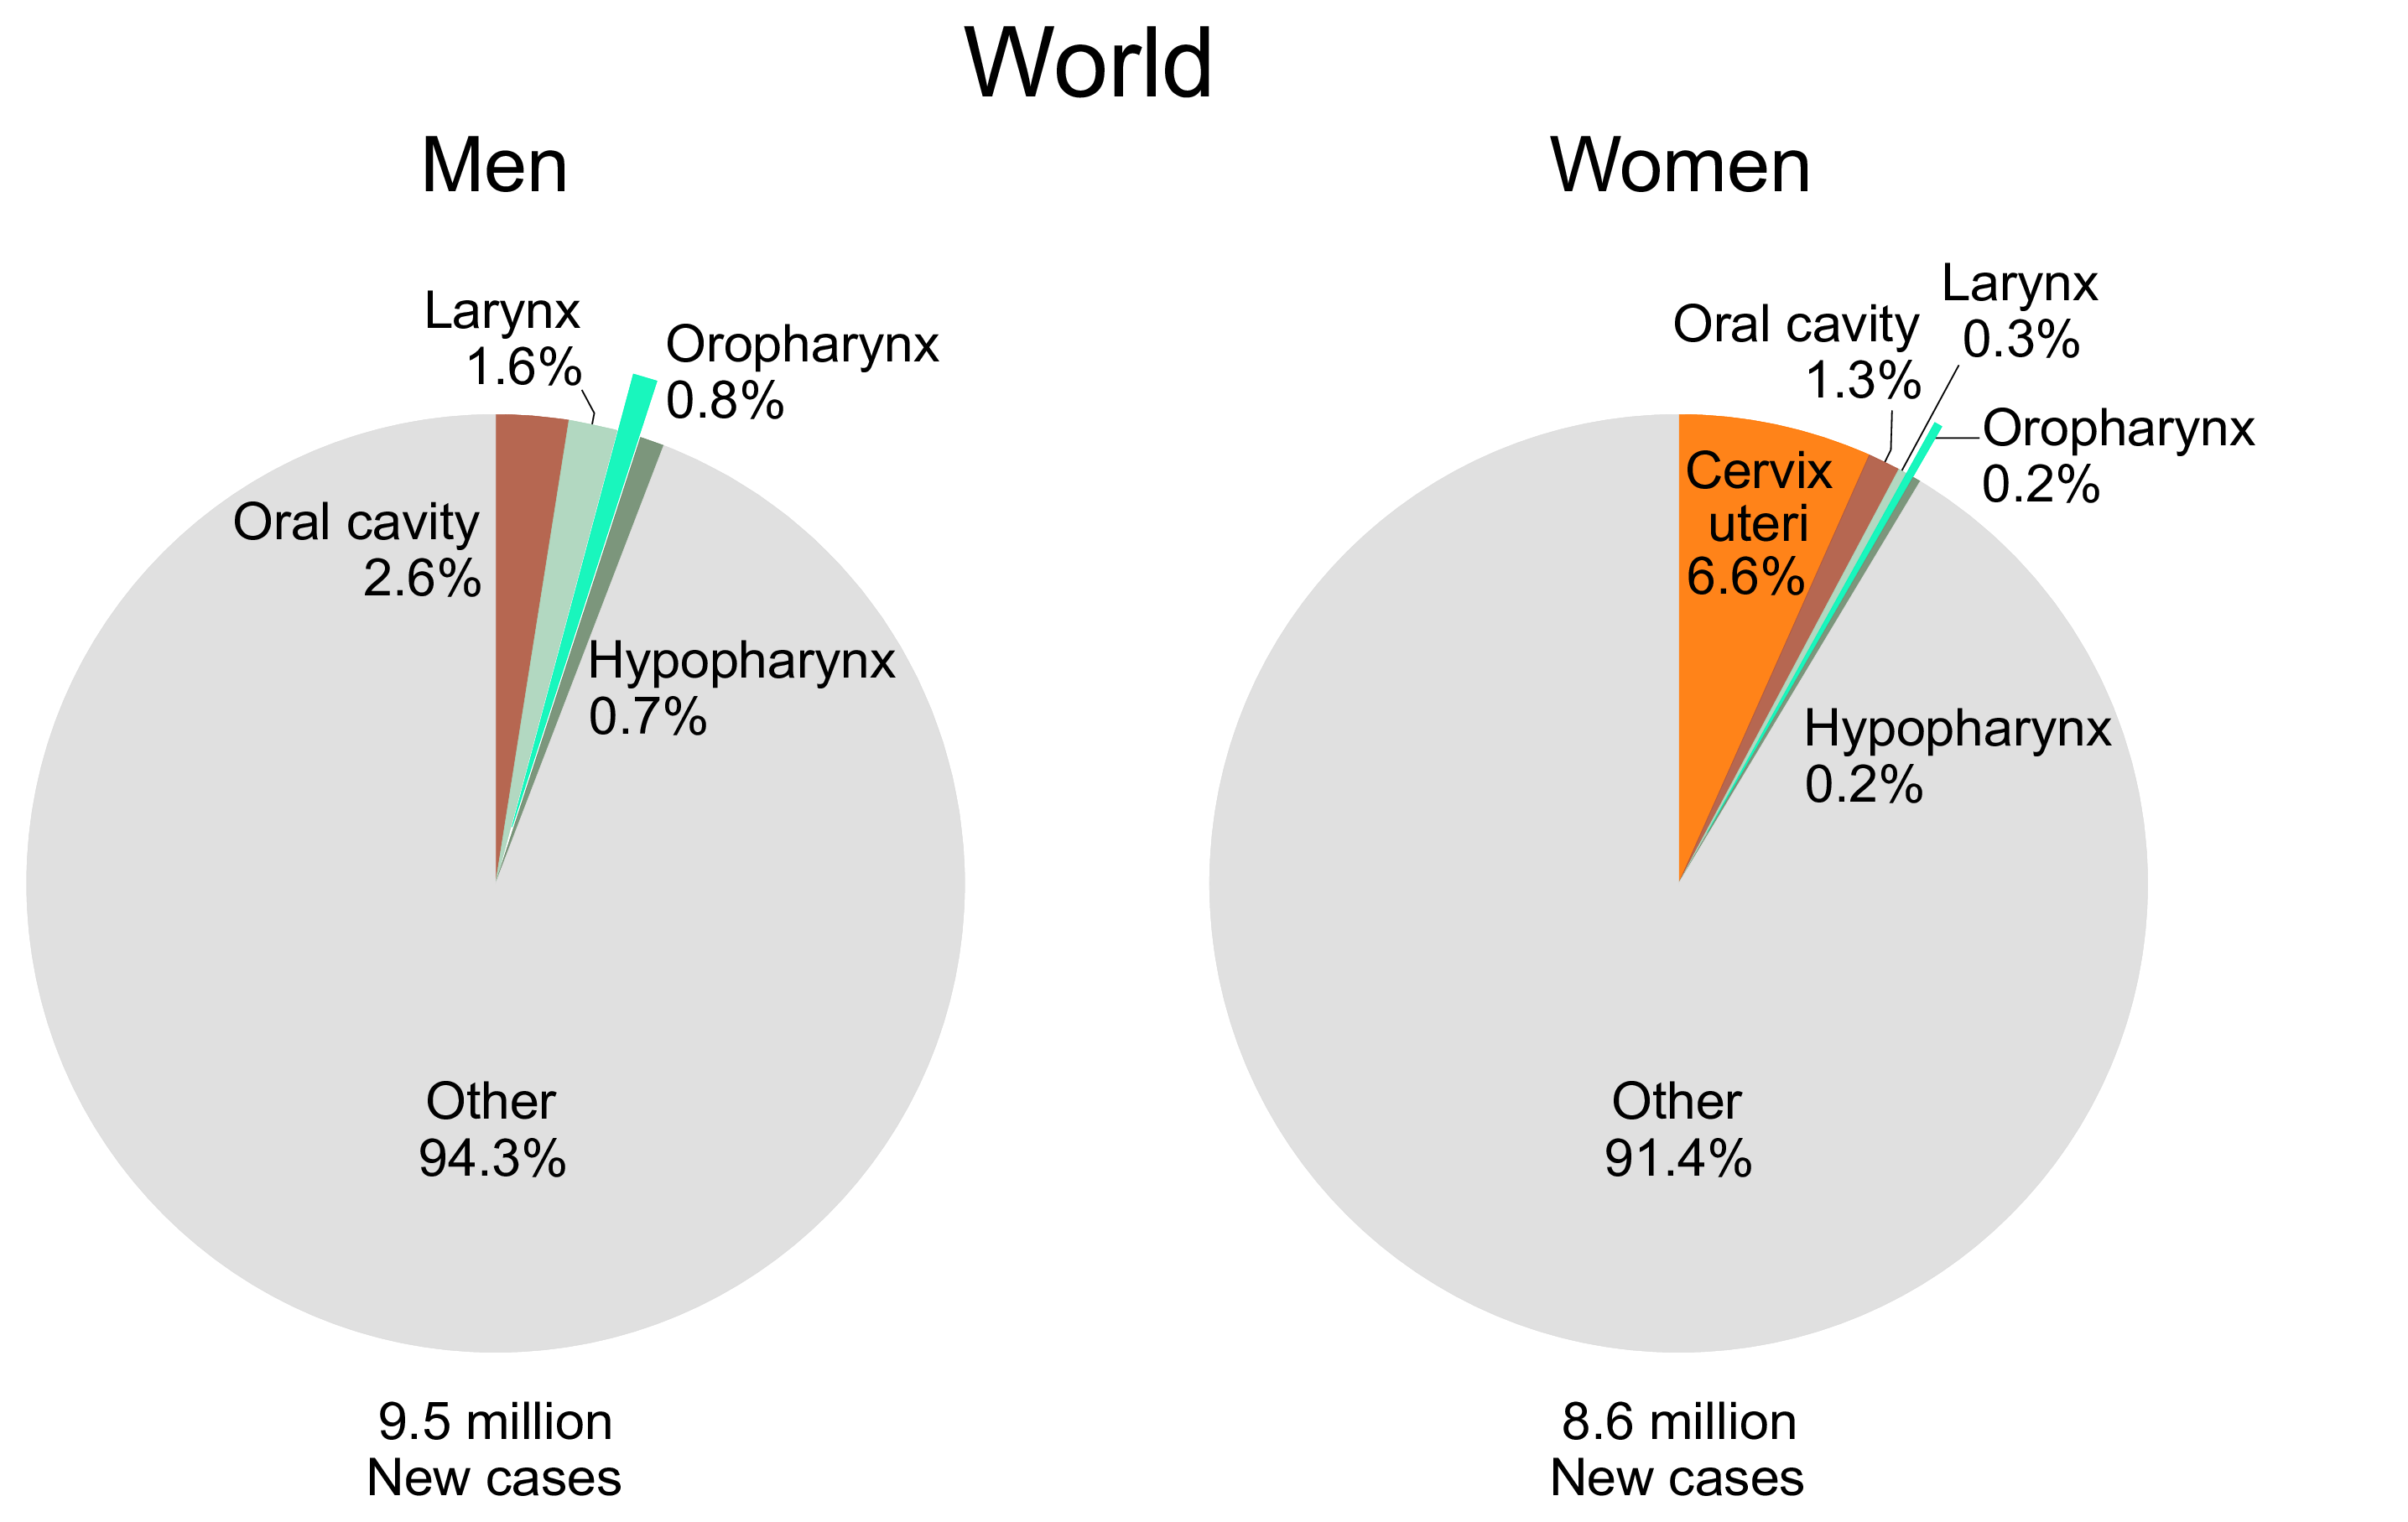 World
Men
Larynx
1.6%
Oropharynx
0.8%
Oral cavity
2.6%
Hypopharynx
0.7%
Other
94.3%
9.5 million
New cases
Women
Larynx
0.3%
Oral cavity
1.3%
Oropharynx
0.2%
Cervix
uteri
6.6%
Hypopharynx
0.2%
Other
91.4%
8.6 million
New cases